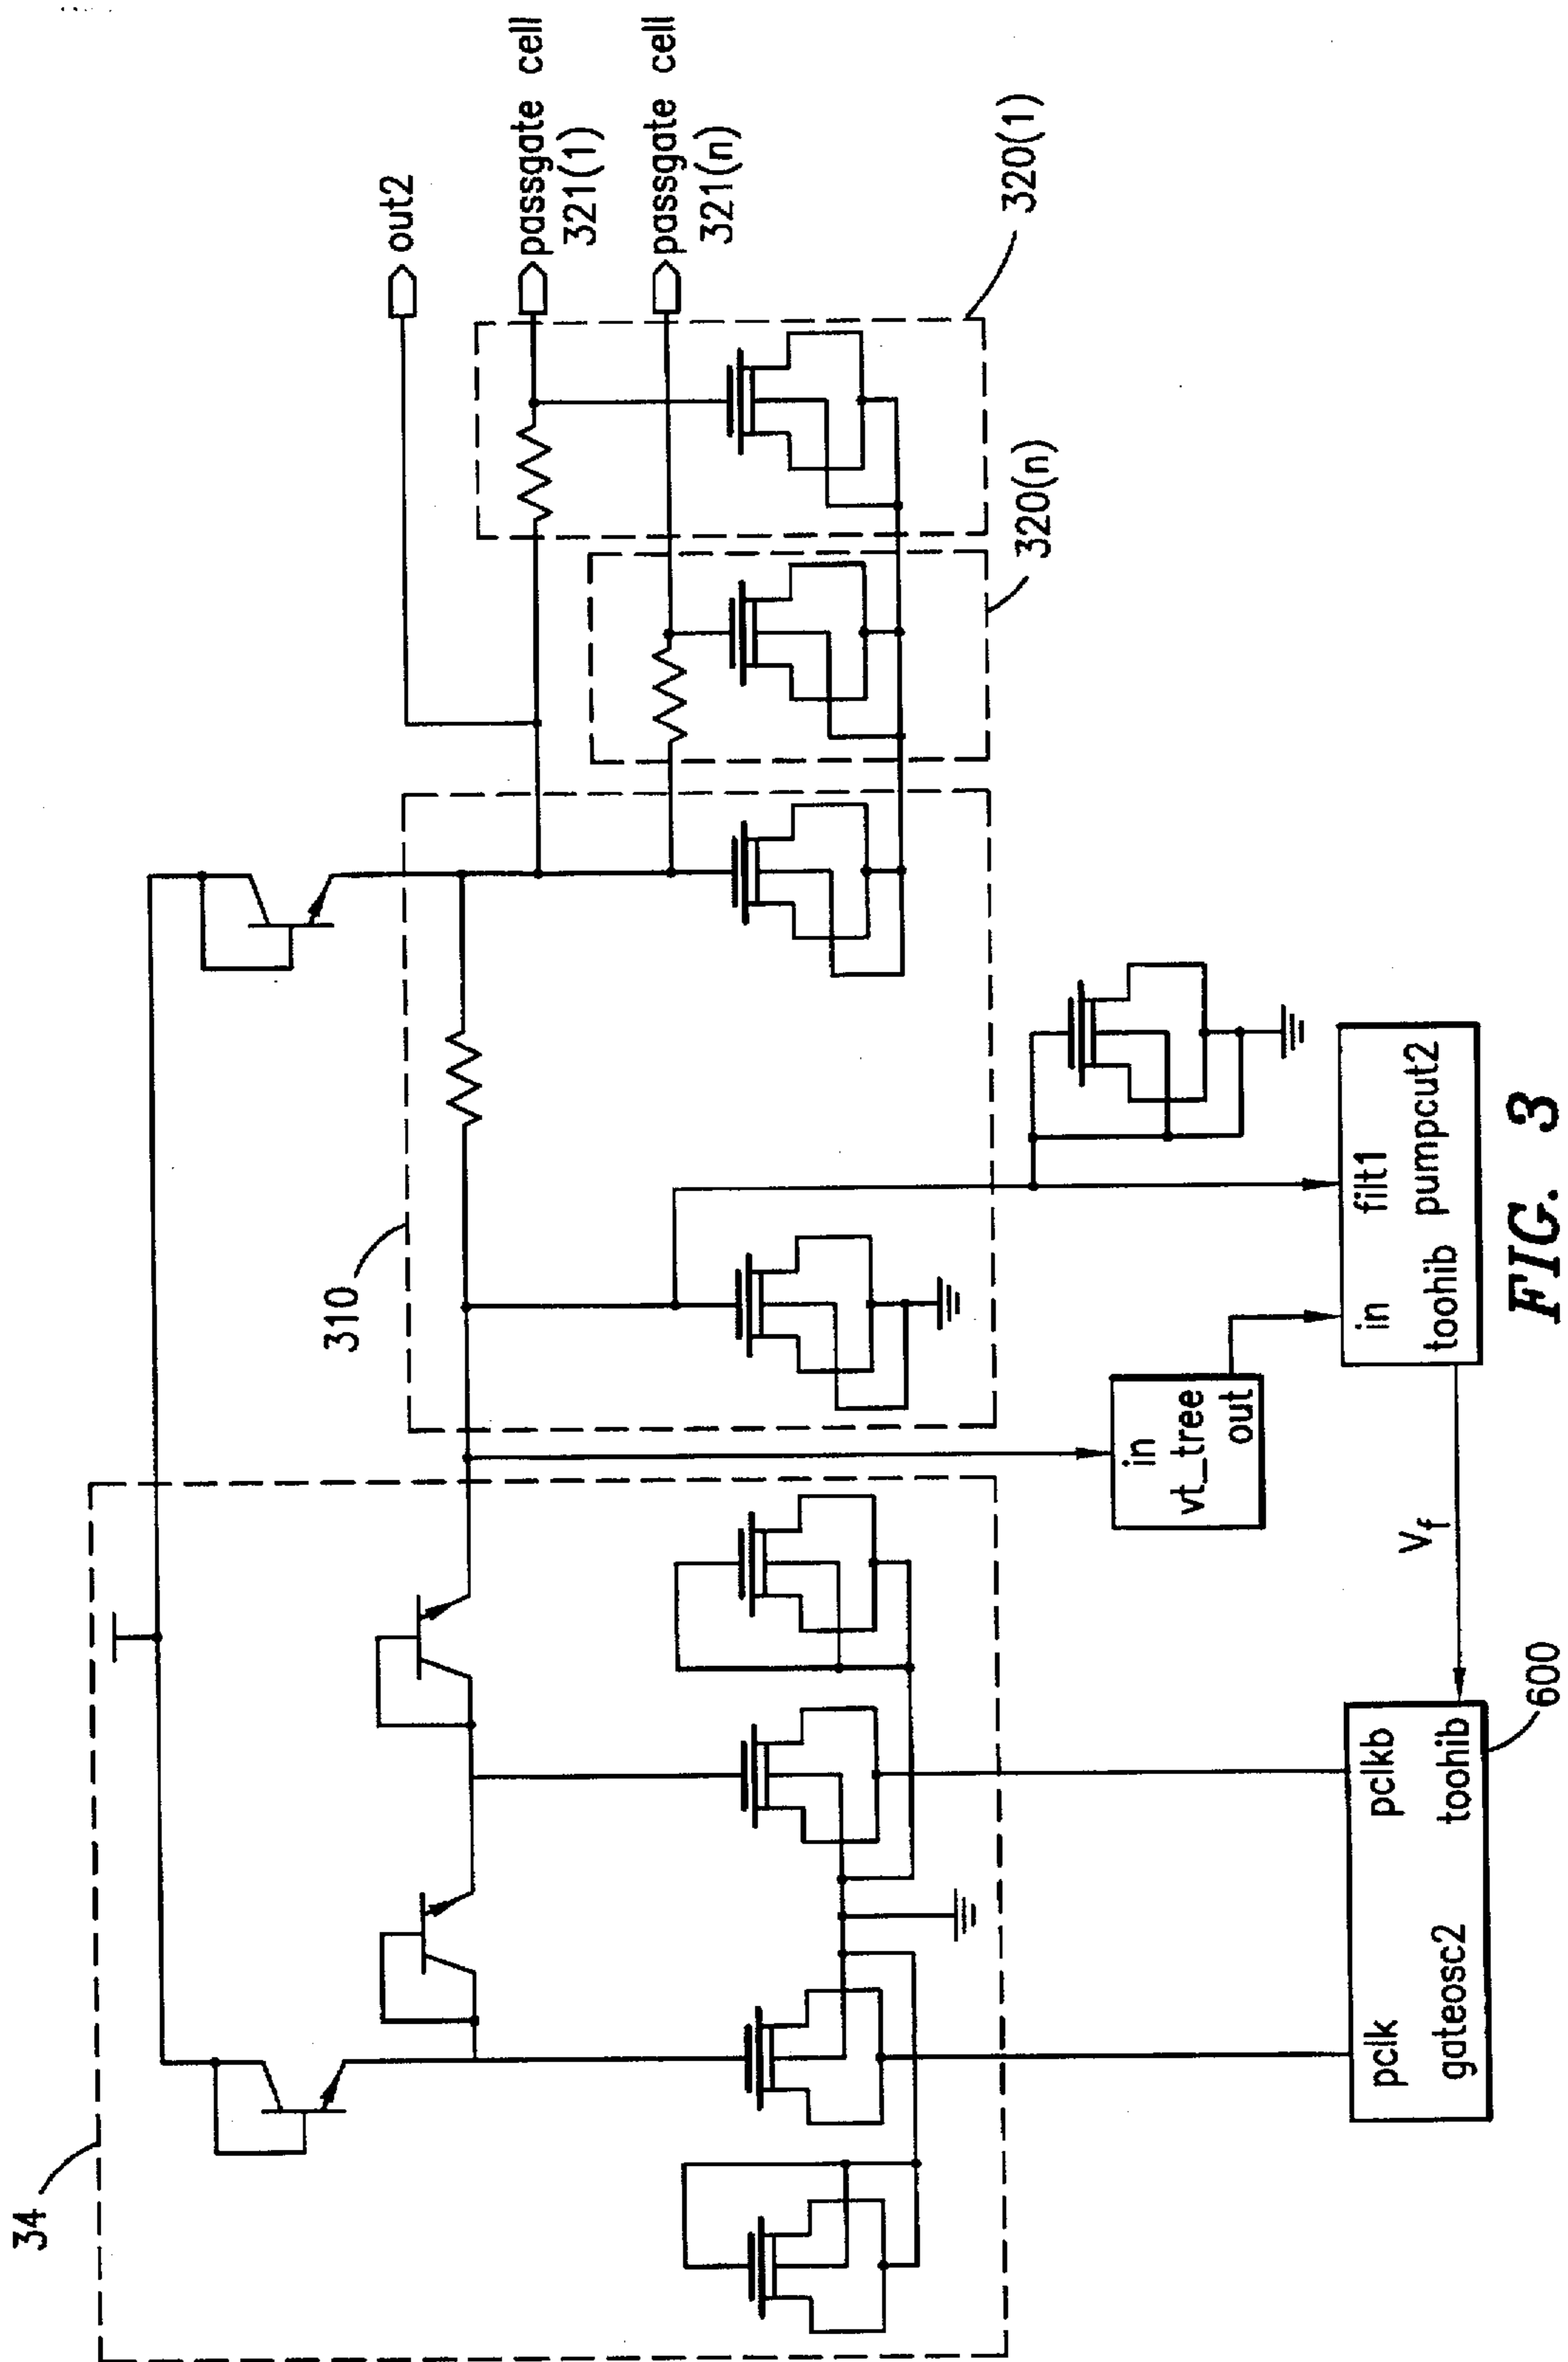 34
310
out2
passgate cell
321(1)
passgate cell
321(n)
320(1)
320(n)
in
vt_tree
out
in
filt1
toohib
pumpcut2
Vf
pclk
pclkb
gateosc2
toohib
600
FIG. 3